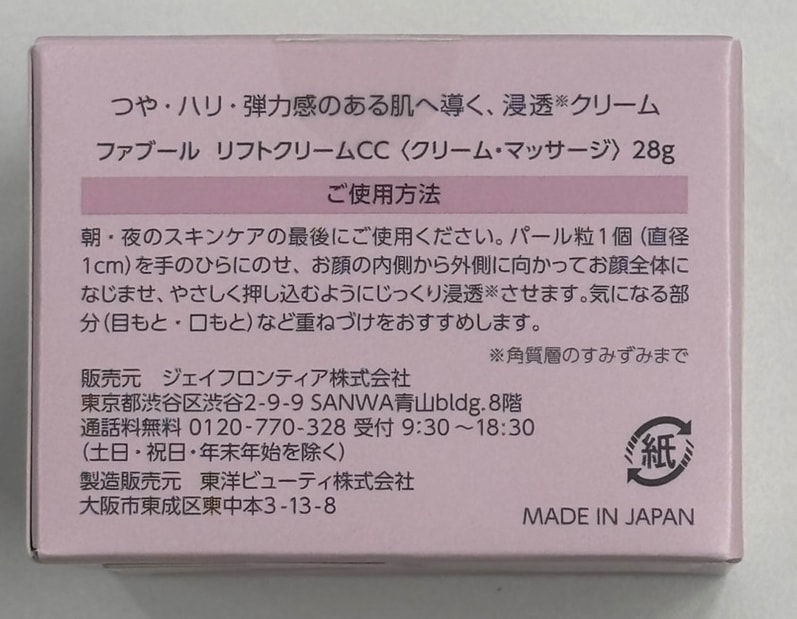 つや・ハリ・弾力感のある肌へ導く、浸透※クリーム
ファブール リフトクリームCC〈クリーム・マッサージ〉28g
ご使用方法
朝・夜のスキンケアの最後にご使用ください。パール粒1個（直径
1cm）を手のひらにのせ、お顔の内側から外側に向かってお顔全体に
なじませ、やさしく押し込むようにじっくり浸透※させます。気になる部
分（目もと・口もと）など重ねづけをおすすめします。
※角質層のすみずみまで
販売元 ジェイフロンティア株式会社
東京都渋谷区渋谷2-9-9 SANWA青山bldg.8階
通話料無料 0120-770-328 受付 9:30～18:30
（土日・祝日・年末年始を除く）
製造販売元 東洋ビューティ株式会社
大阪市東成区東中本3-13-8
紙
MADE IN JAPAN